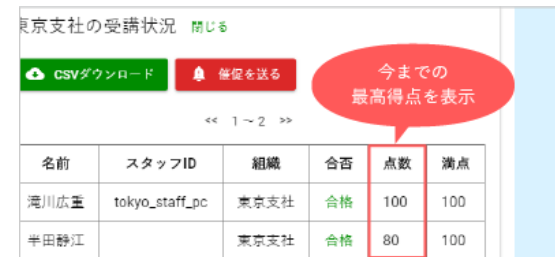 東京支社の受講状況 閉じる
CSVダウンロード 催促を送る
今までの
最高得点を表示
<< 1～2 >>
名前 スタッフID 組織 合否 点数 満点
滝川広重 tokyo_staff_pc 東京支社 合格 100 100
半田静江 東京支社 合格 80 100